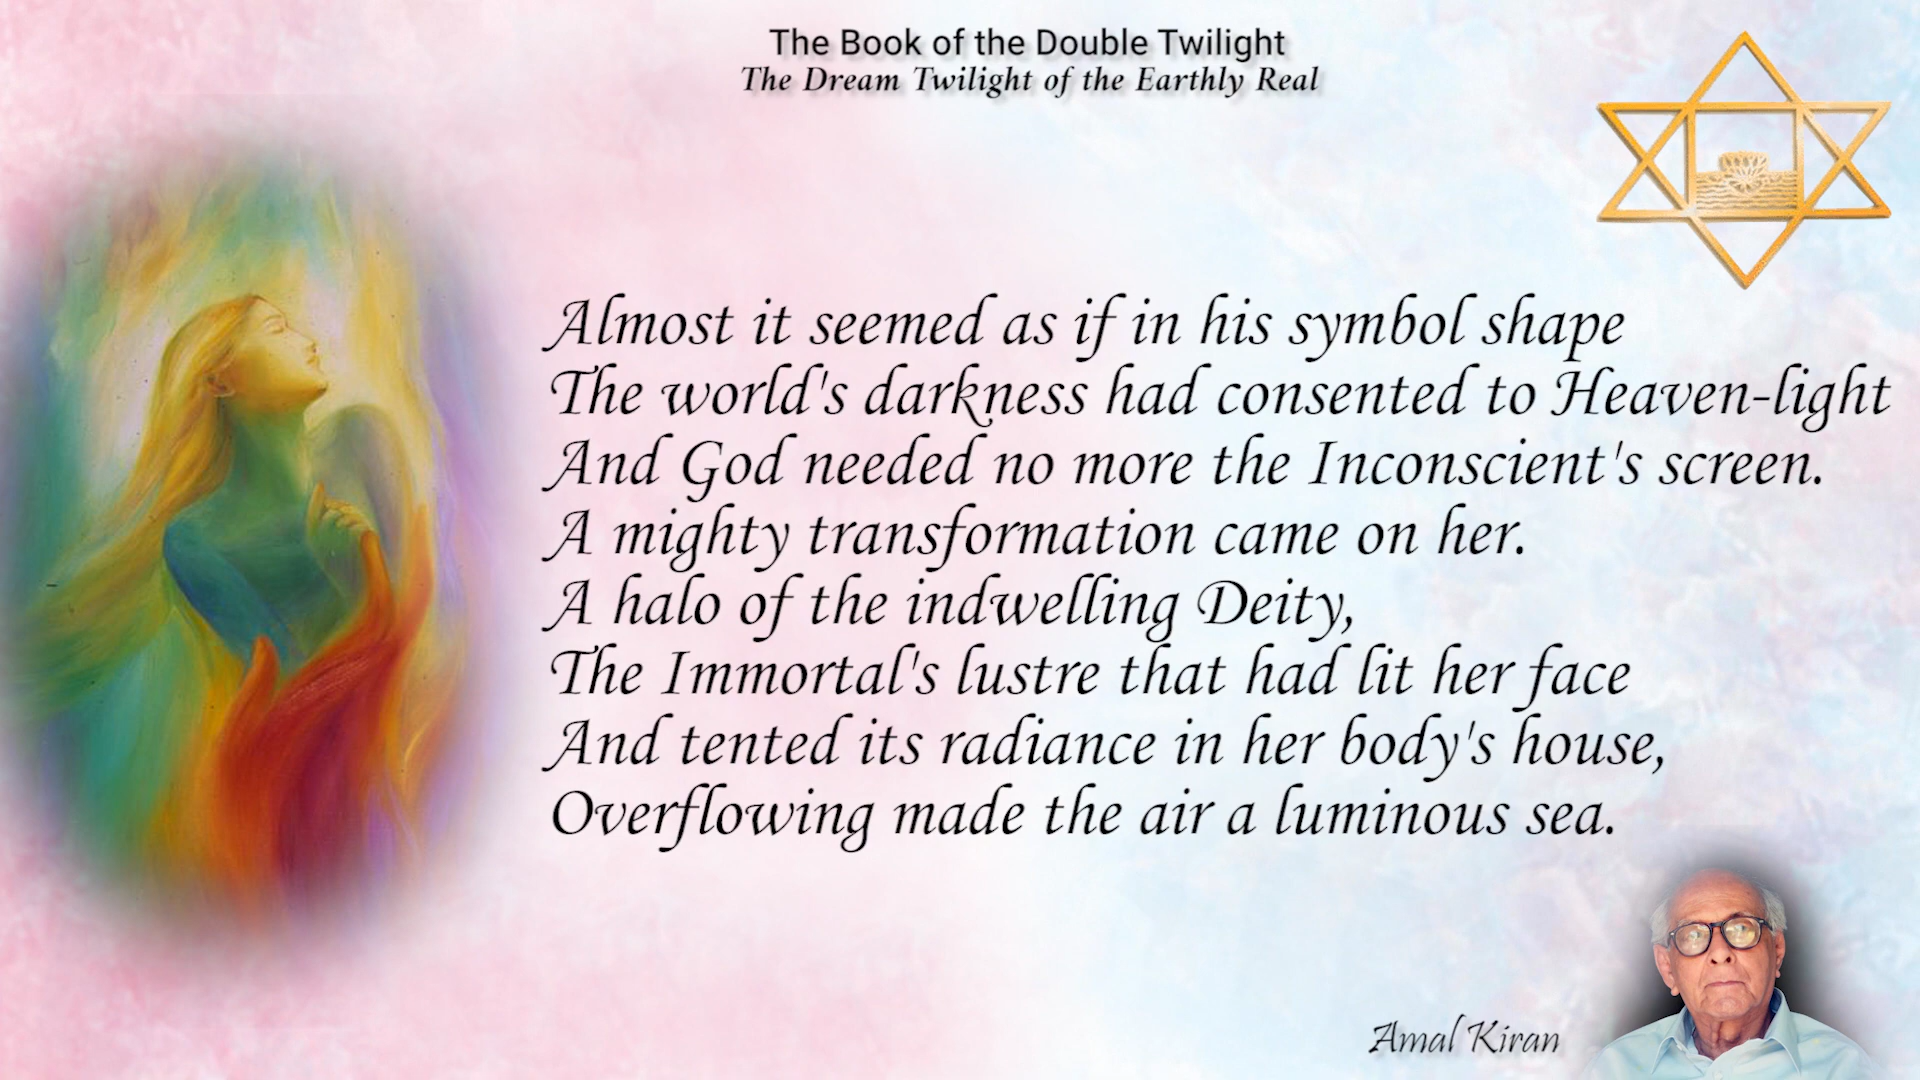 The Book of the Double Twilight
The Dream Twilight of the Earthly Real
Almost it seemed as if in his symbol shape
The world's darkness had consented to Heaven-light
And God needed no more the Inconscient's screen.
A mighty transformation came on her.
A halo of the indwelling Deity,
The Immortal's lustre that had lit her face
And tented its radiance in her body's house,
Overflowing made the air a luminous sea.
Amal Kiran